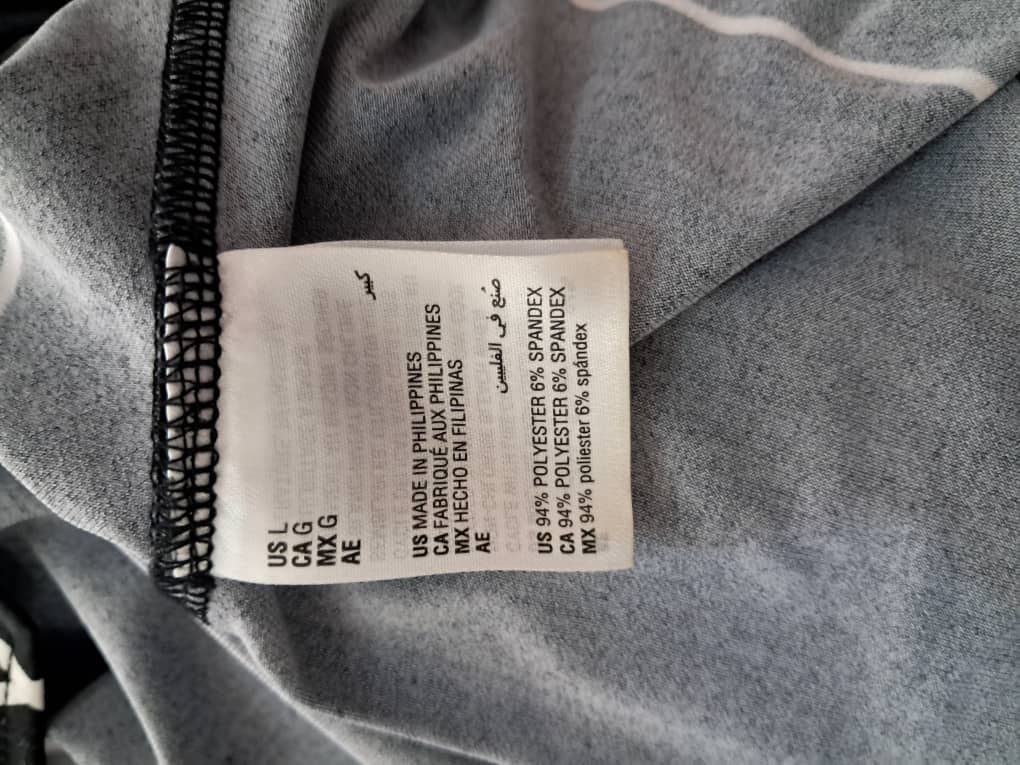 US L
CA G
MX G
AE كبير
US MADE IN PHILIPPINES
CA FABRIQUÉ AUX PHILIPPINES
MX HECHO EN FILIPINAS
AE صُنع في الفلبين
US 94% POLYESTER 6% SPANDEX
CA 94% POLYESTER 6% SPANDEX
MX 94% poliester 6% spándex